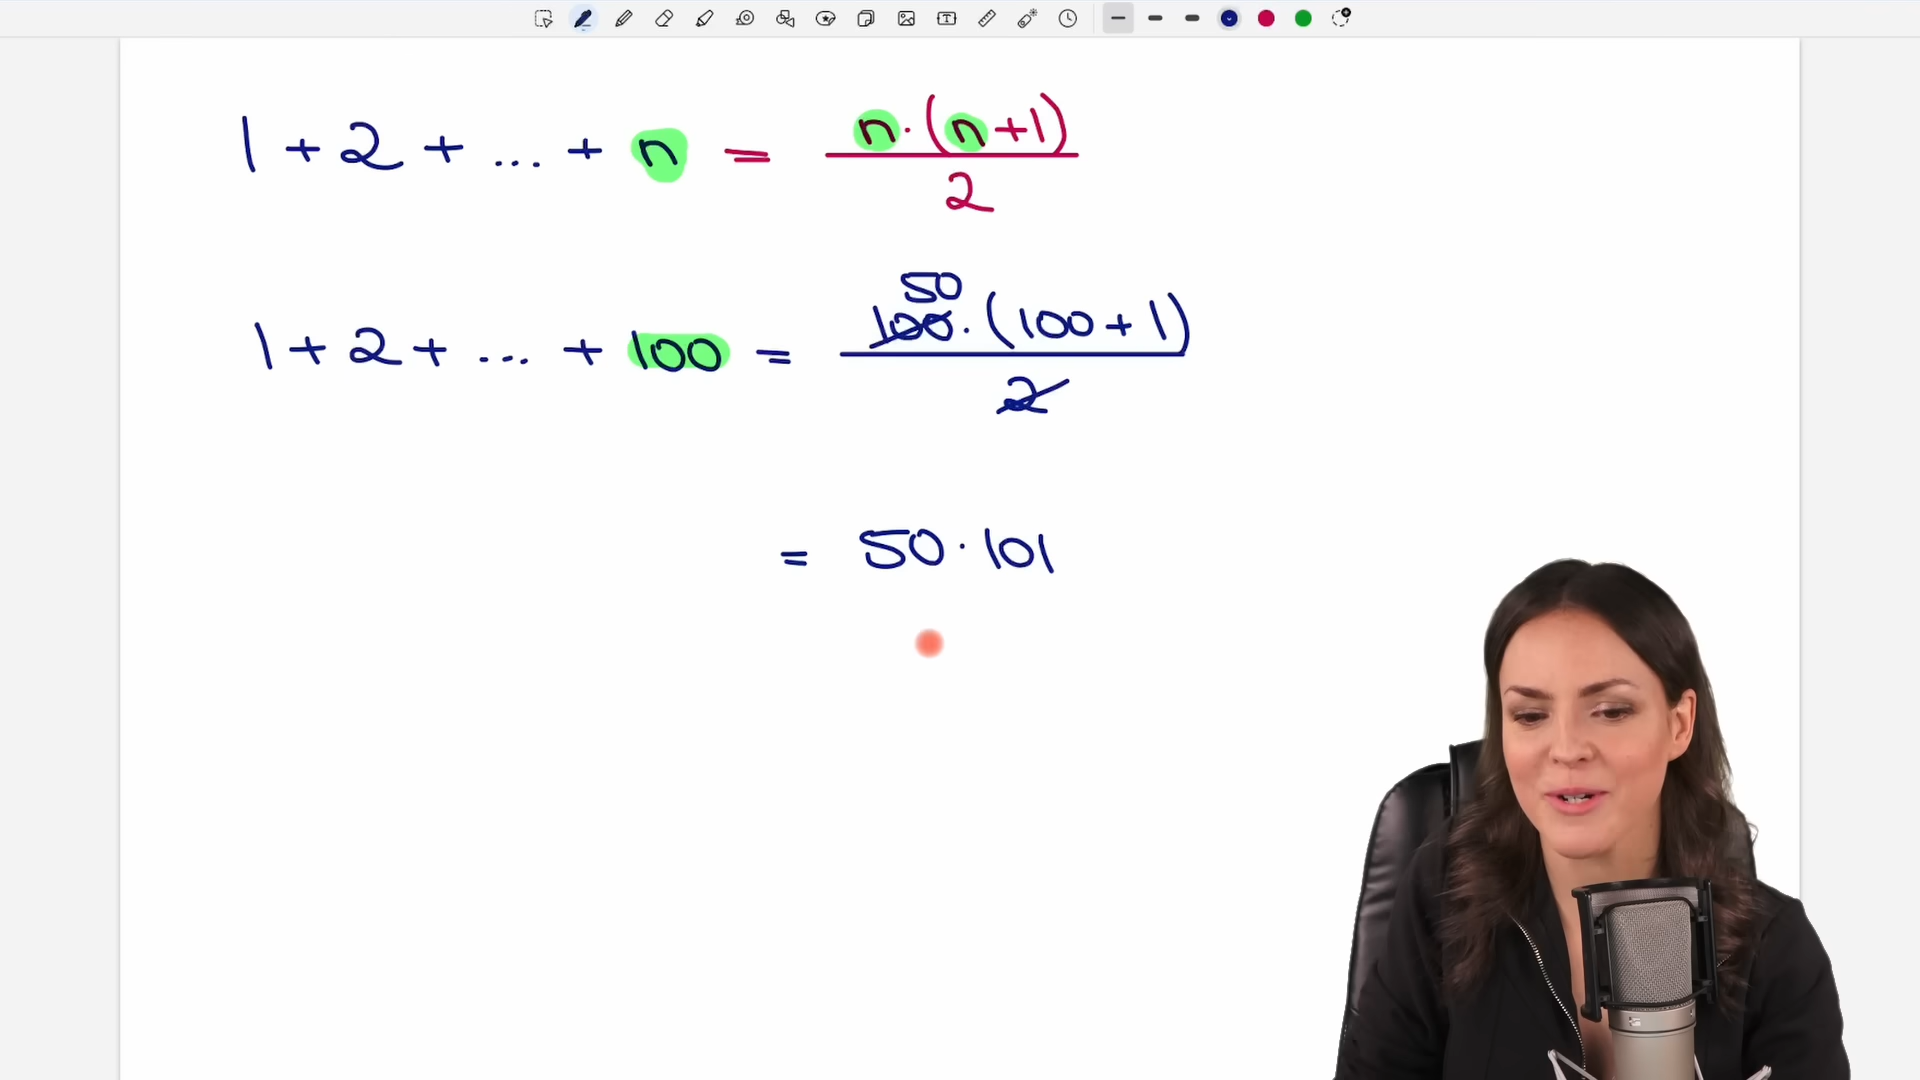 1 + 2 + ... + n = n · (n + 1) / 2
50
1 + 2 + ... + 100 = 100 · (100 + 1) / 2
= 50 · 101